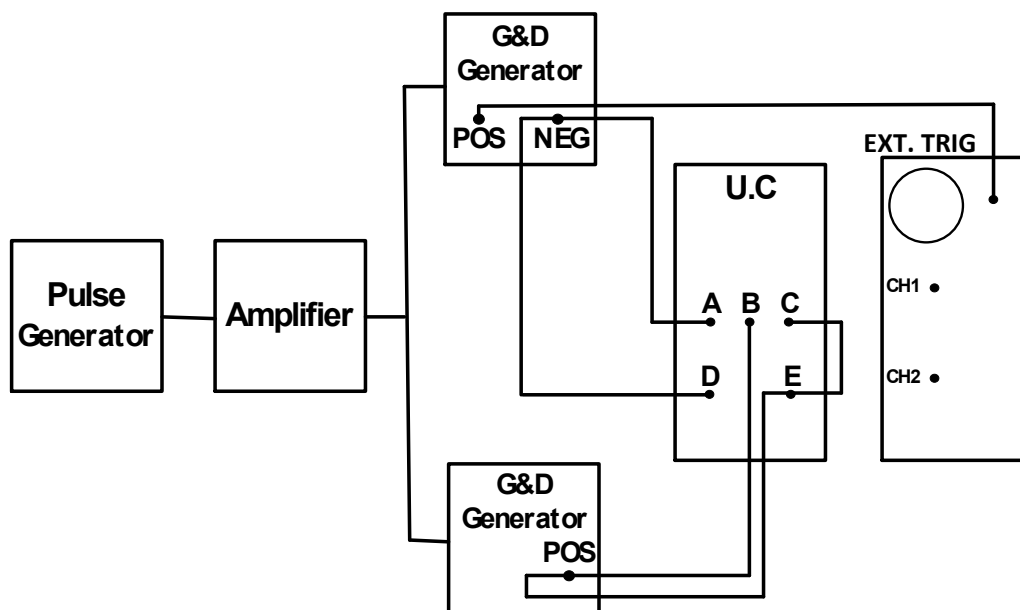 G&D
Generator
POS NEG
EXT. TRIG
U.C
Pulse
Generator
Amplifier
A B C
D E
CH1
CH2
G&D
Generator
POS